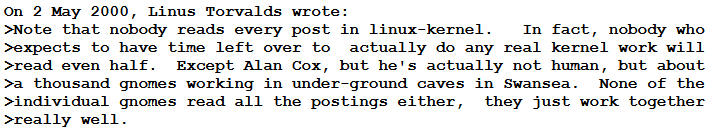 On 2 May 2000, Linus Torvalds wrote:
>Note that nobody reads every post in linux-kernel.   In fact, nobody who
>expects to have time left over to  actually do any real kernel work will
>read even half.  Except Alan Cox, but he's actually not human, but about
>a thousand gnomes working in under-ground caves in Swansea.  None of the
>individual gnomes read all the postings either,  they just work together
>really well.